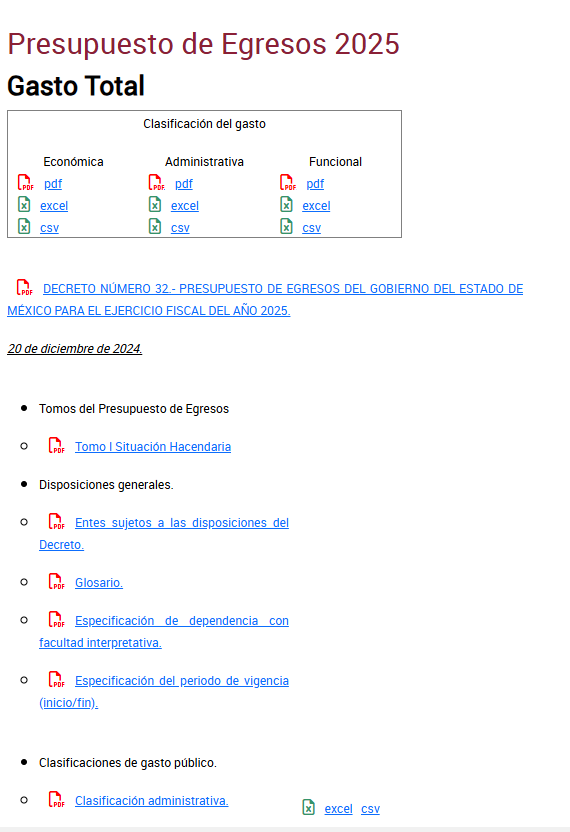 Presupuesto de Egresos 2025
Gasto Total
Clasificación del gasto
Económica Administrativa Funcional
pdf pdf pdf
excel excel excel
csv csv csv
DECRETO NÚMERO 32.- PRESUPUESTO DE EGRESOS DEL GOBIERNO DEL ESTADO DE
MÉXICO PARA EL EJERCICIO FISCAL DEL AÑO 2025.
20 de diciembre de 2024.
Tomos del Presupuesto de Egresos
Tomo I Situación Hacendaria
Disposiciones generales.
Entes sujetos a las disposiciones del
Decreto.
Glosario.
Especificación de dependencia con
facultad interpretativa.
Especificación del periodo de vigencia
(inicio/fin).
Clasificaciones de gasto público.
Clasificación administrativa. excel csv